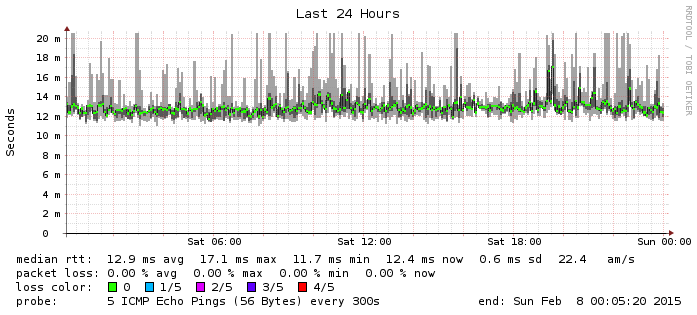 Last 24 Hours
RRDTOOL / TOBI OETIKER
Seconds
20 m
18 m
16 m
14 m
12 m
10 m
8 m
6 m
4 m
2 m
0
Sat 06:00 Sat 12:00 Sat 18:00 Sun 00:00
median rtt: 12.9 ms avg 17.1 ms max 11.7 ms min 12.4 ms now 0.6 ms sd 22.4 am/s
packet loss: 0.00 % avg 0.00 % max 0.00 % min 0.00 % now
loss color: 0 1/5 2/5 3/5 4/5
probe: 5 ICMP Echo Pings (56 Bytes) every 300s end: Sun Feb 8 00:05:20 2015